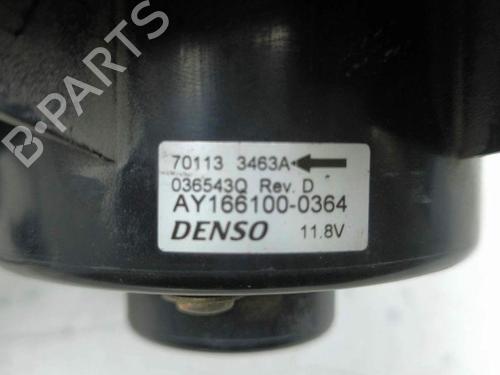 B-PARTS
70113 3463A
036543Q Rev. D
AY166100-0364
DENSO 11.8V